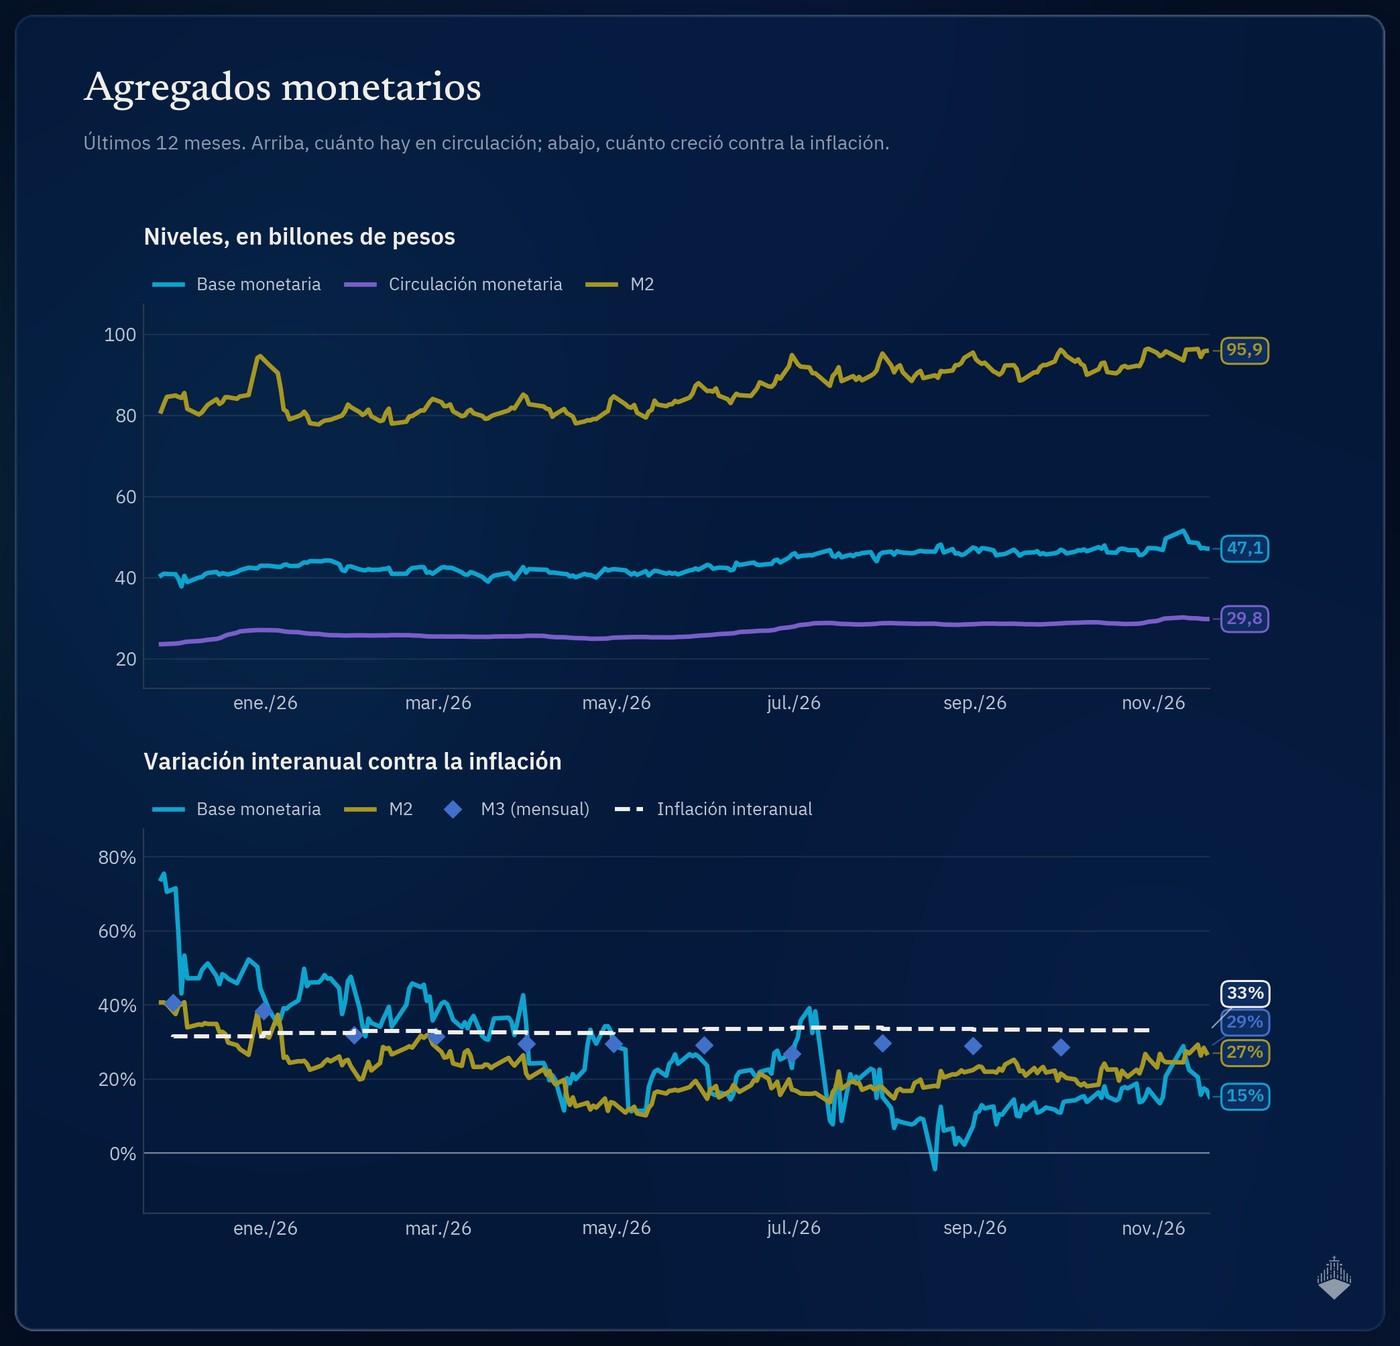 Agregados monetarios
Últimos 12 meses. Arriba, cuánto hay en circulación; abajo, cuánto creció contra la inflación.
Niveles, en billones de pesos
Base monetaria Circulación monetaria M2
100
80
60
40
20
95,9
47,1
29,8
ene./26 mar./26 may./26 jul./26 sep./26 nov./26
Variación interanual contra la inflación
Base monetaria M2 M3 (mensual) Inflación interanual
80%
60%
40%
20%
0%
33%
29%
27%
15%
ene./26 mar./26 may./26 jul./26 sep./26 nov./26